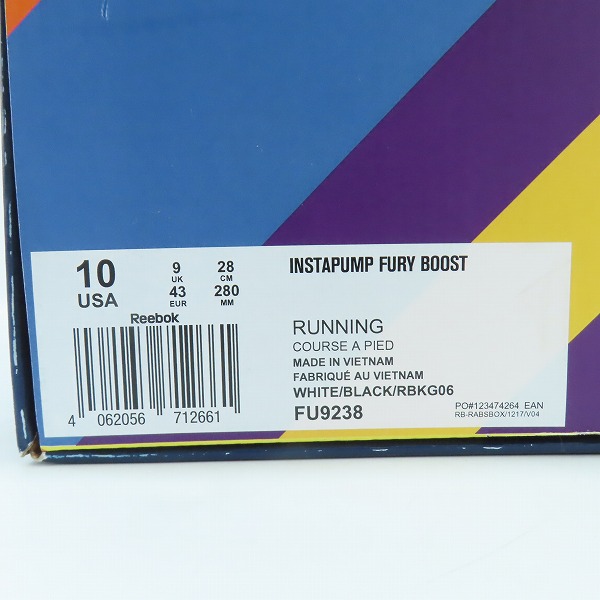 10 9 28
UK CM
USA 43 280
EUR MM
Reebok
4 062056 712661
INSTAPUMP FURY BOOST
RUNNING
COURSE A PIED
MADE IN VIETNAM
FABRIQUÉ AU VIETNAM
WHITE/BLACK/RBKG06
FU9238
PO#123474264 EAN
RB-RABSBOX/1217/V04